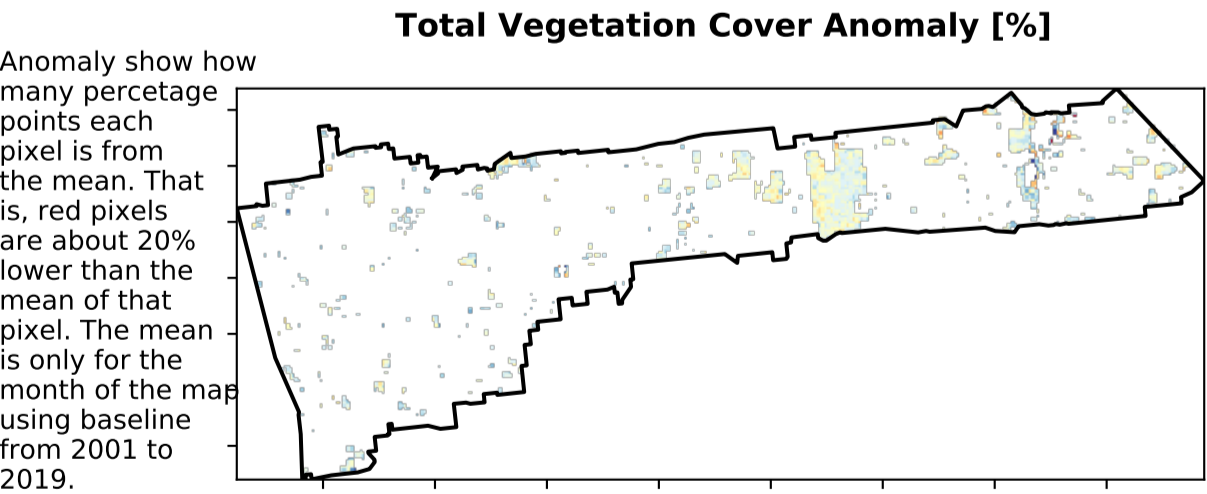 Total Vegetation Cover Anomaly [%]
Anomaly show how
many percetage
points each
pixel is from
the mean. That
is, red pixels
are about 20%
lower than the
mean of that
pixel. The mean
is only for the
month of the map
using baseline
from 2001 to
2019.